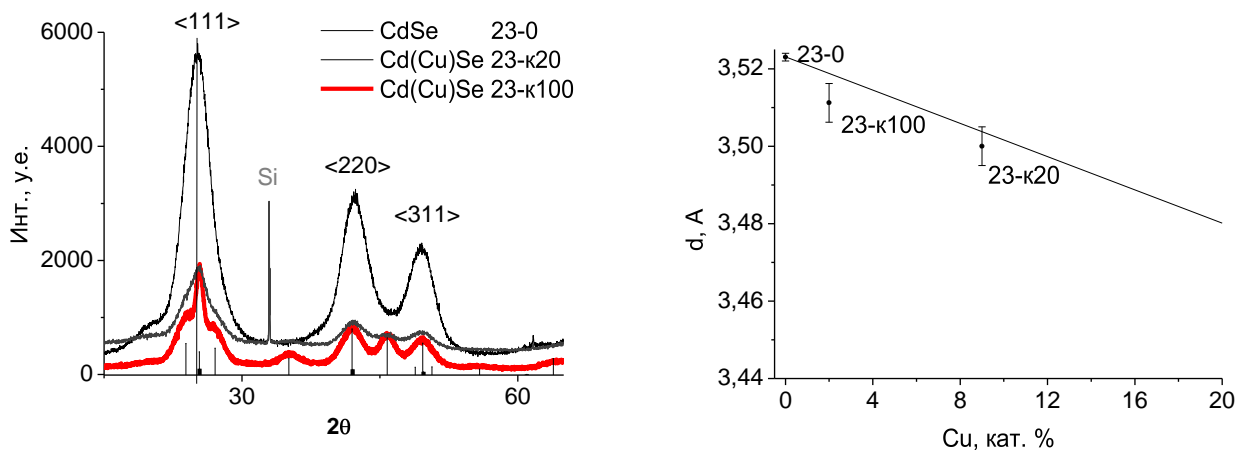 <111>
CdSe 23-0
Cd(Cu)Se 23-к20
Cd(Cu)Se 23-к100
<220>
<311>
Si
Инт., у.е.
6000
4000
2000
0
30
60
2θ
23-0
23-к100
23-к20
d, А
3,52
3,50
3,48
3,46
3,44
0
4
8
12
16
20
Cu, кат. %